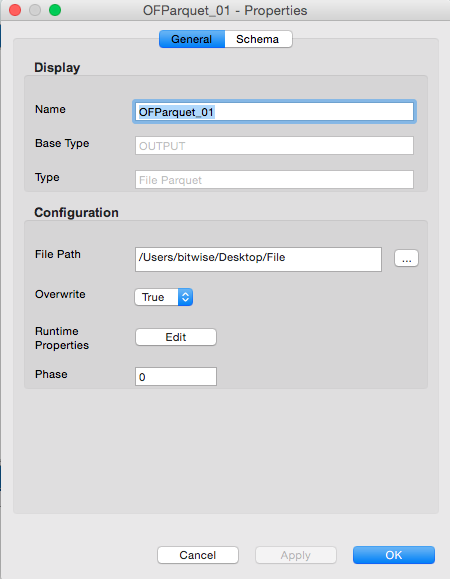 OFParquet_01 - Properties
General Schema
Display
Name OFParquet_01
Base Type OUTPUT
Type File Parquet
Configuration
File Path /Users/bitwise/Desktop/File ...
Overwrite True
Runtime
Properties Edit
Phase 0
Cancel Apply OK